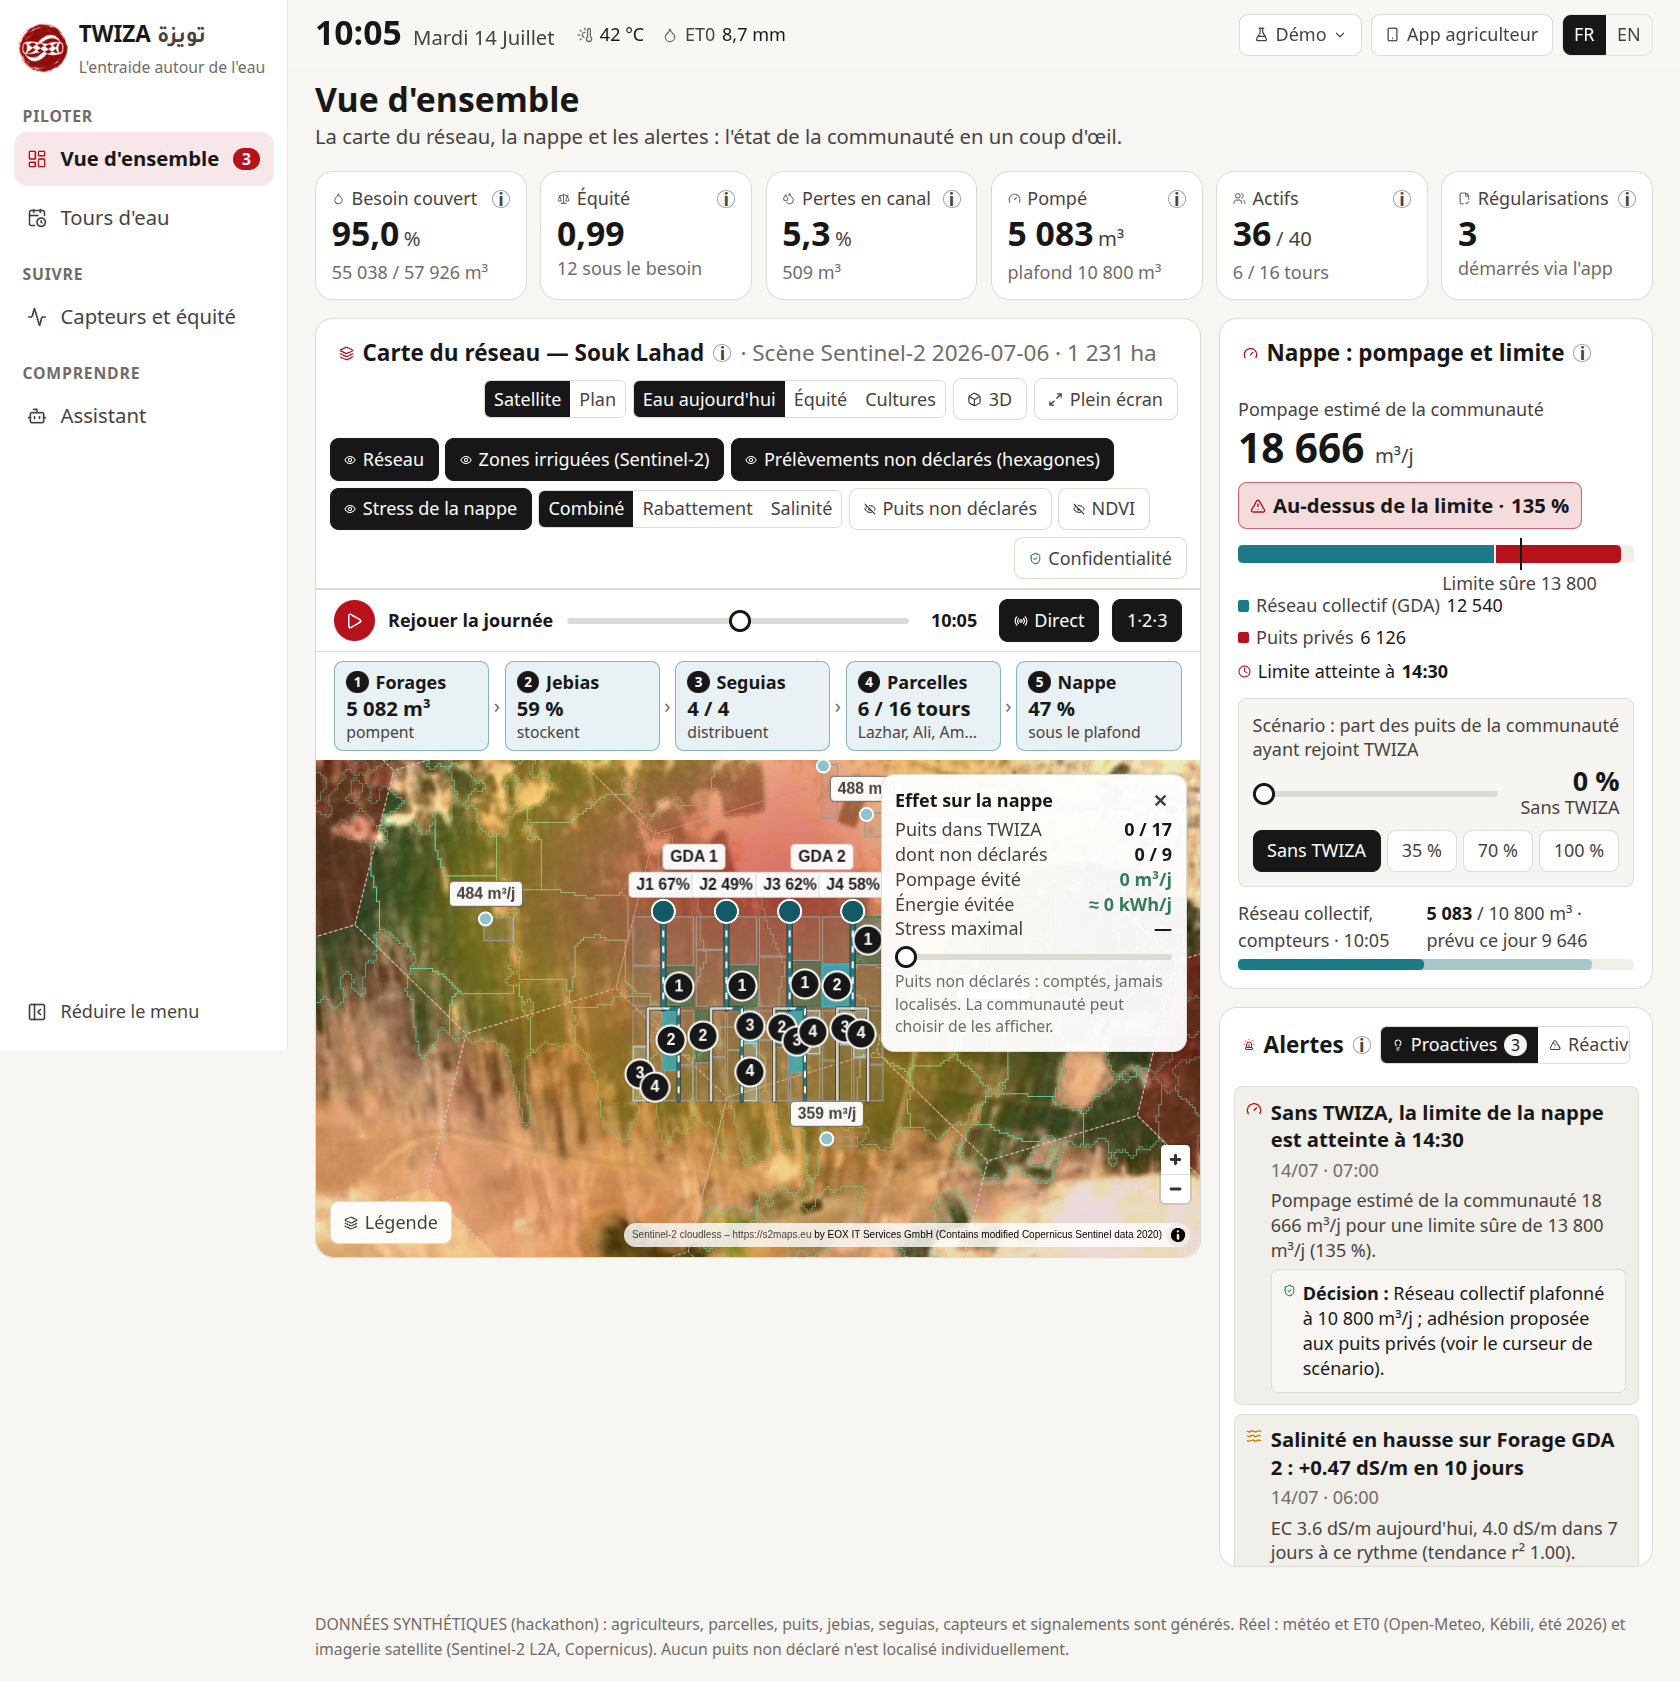 TWIZA تويزة
L'entraide autour de l'eau
PILOTER
Vue d'ensemble 3
Tours d'eau
SUIVRE
Capteurs et équité
COMPRENDRE
Assistant
Réduire le menu
10:05 Mardi 14 Juillet 42 °C ET0 8,7 mm
Démo App agriculteur FR EN
Vue d'ensemble
La carte du réseau, la nappe et les alertes : l'état de la communauté en un coup d'œil.
Besoin couvert
95,0 %
55 038 / 57 926 m³
Équité
0,99
12 sous le besoin
Pertes en canal
5,3 %
509 m³
Pompé
5 083 m³
plafond 10 800 m³
Actifs
36 / 40
6 / 16 tours
Régularisations
3
démarrés via l'app
Carte du réseau — Souk Lahad · Scène Sentinel-2 2026-07-06 · 1 231 ha
Satellite Plan Eau aujourd'hui Équité Cultures 3D Plein écran
Réseau Zones irriguées (Sentinel-2) Prélèvements non déclarés (hexagones)
Stress de la nappe Combiné Rabattement Salinité Puits non déclarés NDVI
Confidentialité
Rejouer la journée 10:05 Direct 1·2·3
1 Forages
5 082 m³
pompent
2 Jebias
59 %
stockent
3 Seguias
4 / 4
distribuent
4 Parcelles
6 / 16 tours
Lazhar, Ali, Am...
5 Nappe
47 %
sous le plafond
488 m³
GDA 1 GDA 2
J1 67% J2 49% J3 62% J4 58%
484 m³/j
1
1 1 1 2
2 2 3 2 3 4 3 4
3 4 4
359 m³/j
Effet sur la nappe ✕
Puits dans TWIZA 0 / 17
dont non déclarés 0 / 9
Pompage évité 0 m³/j
Énergie évitée ≈ 0 kWh/j
Stress maximal —
Puits non déclarés : comptés, jamais
localisés. La communauté peut
choisir de les afficher.
+
−
Légende
Sentinel-2 cloudless – https://s2maps.eu by EOX IT Services GmbH (Contains modified Copernicus Sentinel data 2020)
Nappe : pompage et limite
Pompage estimé de la communauté
18 666 m³/j
Au-dessus de la limite · 135 %
Limite sûre 13 800
Réseau collectif (GDA) 12 540
Puits privés 6 126
Limite atteinte à 14:30
Scénario : part des puits de la communauté
ayant rejoint TWIZA
0 %
Sans TWIZA
Sans TWIZA 35 % 70 % 100 %
Réseau collectif,
compteurs · 10:05
5 083 / 10 800 m³ ·
prévu ce jour 9 646
Alertes Proactives 3 Réactiv
Sans TWIZA, la limite de la nappe
est atteinte à 14:30
14/07 · 07:00
Pompage estimé de la communauté 18
666 m³/j pour une limite sûre de 13 800
m³/j (135 %).
Décision : Réseau collectif plafonné
à 10 800 m³/j ; adhésion proposée
aux puits privés (voir le curseur de
scénario).
Salinité en hausse sur Forage GDA
2 : +0.47 dS/m en 10 jours
14/07 · 06:00
EC 3.6 dS/m aujourd'hui, 4.0 dS/m dans 7
jours à ce rythme (tendance r² 1.00).
DONNÉES SYNTHÉTIQUES (hackathon) : agriculteurs, parcelles, puits, jebias, seguias, capteurs et signalements sont générés. Réel : météo et ET0 (Open-Meteo, Kébili, été 2026) et
imagerie satellite (Sentinel-2 L2A, Copernicus). Aucun puits non déclaré n'est localisé individuellement.